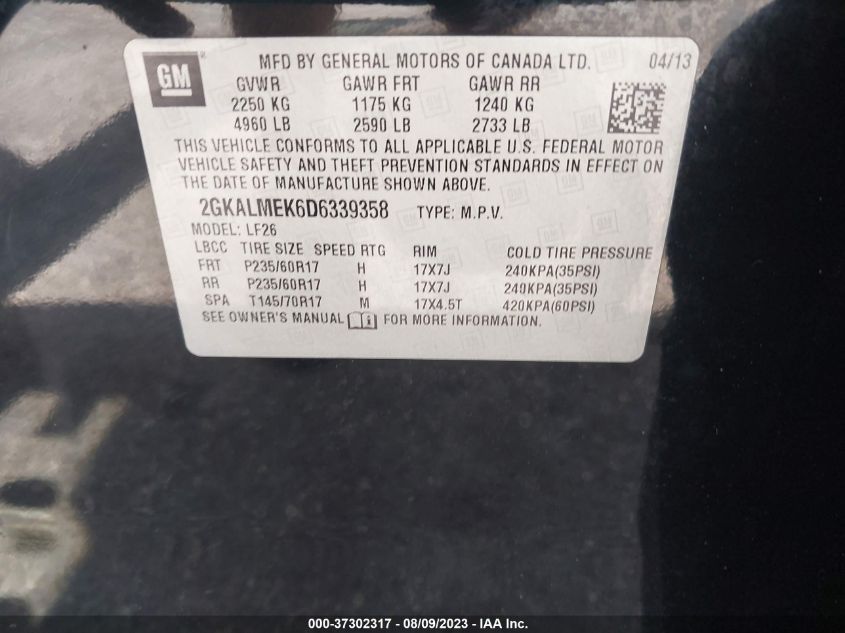 GM
MFD BY GENERAL MOTORS OF CANADA LTD. 04/13
GVWR GAWR FRT GAWR RR
2250 KG 1175 KG 1240 KG
4960 LB 2590 LB 2733 LB
THIS VEHICLE CONFORMS TO ALL APPLICABLE U.S. FEDERAL MOTOR
VEHICLE SAFETY AND THEFT PREVENTION STANDARDS IN EFFECT ON
THE DATE OF MANUFACTURE SHOWN ABOVE.
2GKALMEK6D6339358 TYPE: M.P.V.
MODEL: LF26
LBCC TIRE SIZE SPEED RTG RIM COLD TIRE PRESSURE
FRT P235/60R17 H 17X7J 240KPA(35PSI)
RR P235/60R17 H 17X7J 240KPA(35PSI)
SPA T145/70R17 M 17X4.5T 420KPA(60PSI)
SEE OWNER'S MANUAL FOR MORE INFORMATION.
000-37302317 - 08/09/2023 - IAA Inc.